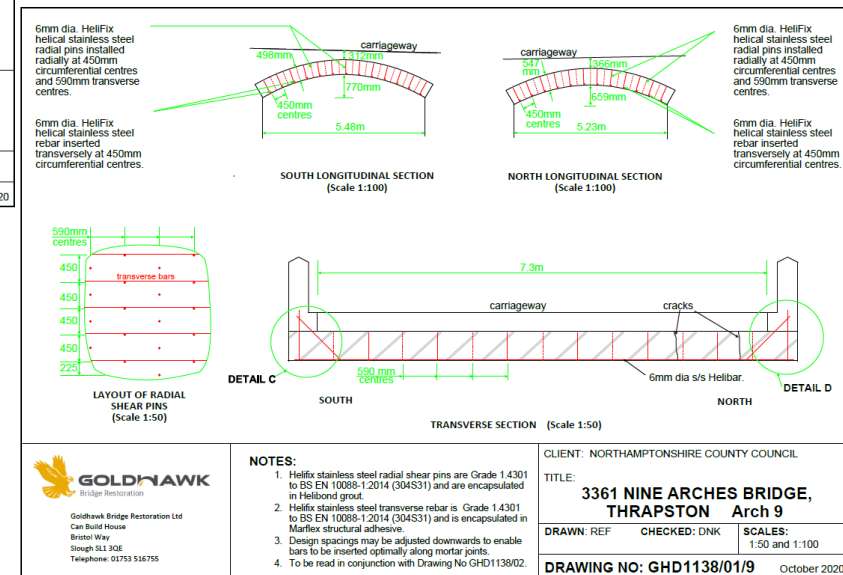 6mm dia. HeliFix
helical stainless steel
radial pins installed
radially at 450mm
circumferential centres
and 590mm transverse
centres.
6mm dia. HeliFix
helical stainless steel
rebar inserted
transversely at 450mm
circumferential centres.
carriageway
498mm
312mm
770mm
450mm
centres
5.48m
SOUTH LONGITUDINAL SECTION
(Scale 1:100)
carriageway
547
mm
366mm
659mm
450mm
centres
5.23m
NORTH LONGITUDINAL SECTION
(Scale 1:100)
6mm dia. HeliFix
helical stainless steel
radial pins installed
radially at 450mm
circumferential centres
and 590mm transverse
centres.
6mm dia. HeliFix
helical stainless steel
rebar inserted
transversely at 450mm
circumferential centres.
20
590mm
centres
450
transverse bars
450
450
450
225
LAYOUT OF RADIAL
SHEAR PINS
(Scale 1:50)
7.3m
carriageway
cracks
DETAIL C
590 mm
centres
6mm dia s/s Helibar.
DETAIL D
SOUTH
NORTH
TRANSVERSE SECTION (Scale 1:50)
GOLDHAWK
Bridge Restoration
Goldhawk Bridge Restoration Ltd
Can Build House
Bristol Way
Slough SL1 3QE
Telephone: 01753 516755
NOTES:
1. Helifix stainless steel radial shear pins are Grade 1.4301
to BS EN 10088-1:2014 (304S31) and are encapsulated
in Helibond grout.
2. Helifix stainless steel transverse rebar is Grade 1.4301
to BS EN 10088-1:2014 (304S31) and is encapsulated in
Marflex structural adhesive.
3. Design spacings may be adjusted downwards to enable
bars to be inserted optimally along mortar joints.
4. To be read in conjunction with Drawing No GHD1138/02.
CLIENT: NORTHAMPTONSHIRE COUNTY COUNCIL
TITLE:
3361 NINE ARCHES BRIDGE,
THRAPSTON Arch 9
DRAWN: REF CHECKED: DNK SCALES:
1:50 and 1:100
DRAWING NO: GHD1138/01/9 October 2020